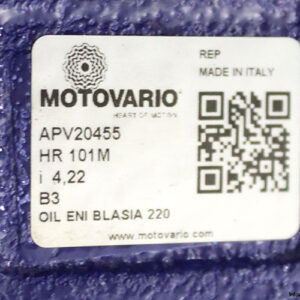 MOTOVARIO
HEART OF MOTION
REP
MADE IN ITALY
APV20455
HR 101M
i 4,22
B3
OIL ENI BLASIA 220
www.motovario.com